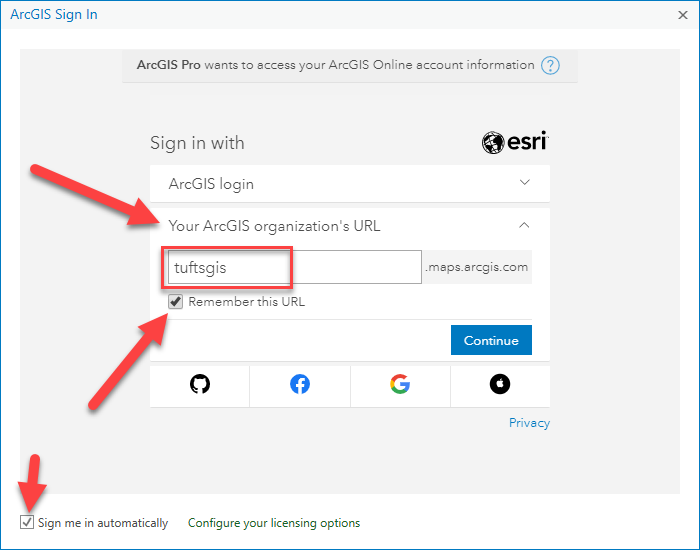 ArcGIS Sign In
ArcGIS Pro wants to access your ArcGIS Online account information ?
Sign in with esri
ArcGIS login
Your ArcGIS organization's URL
tuftsgis .maps.arcgis.com
Remember this URL
Continue
Privacy
Sign me in automatically Configure your licensing options